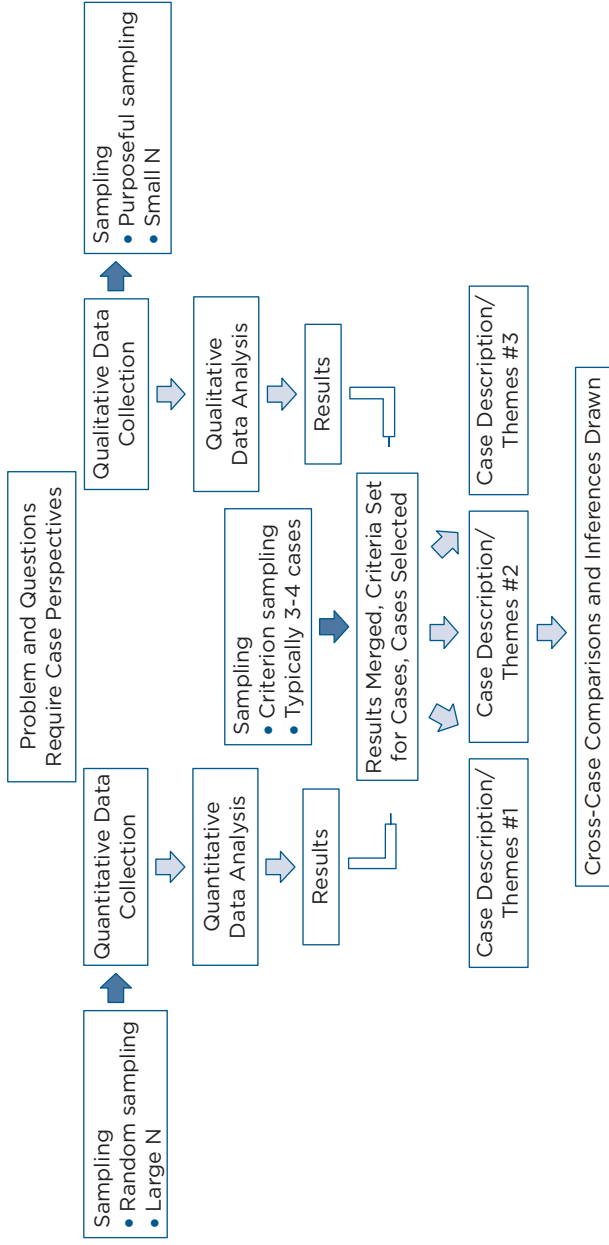 Problem and Questions
Require Case Perspectives
Sampling
• Random sampling
• Large N
Quantitative Data
Collection
Qualitative Data
Collection
Sampling
• Purposeful sampling
• Small N
Quantitative
Data Analysis
Qualitative
Data Analysis
Sampling
• Criterion sampling
• Typically 3-4 cases
Results
Results
Results Merged, Criteria Set
for Cases, Cases Selected
Case Description/
Themes #1
Case Description/
Themes #2
Case Description/
Themes #3
Cross-Case Comparisons and Inferences Drawn